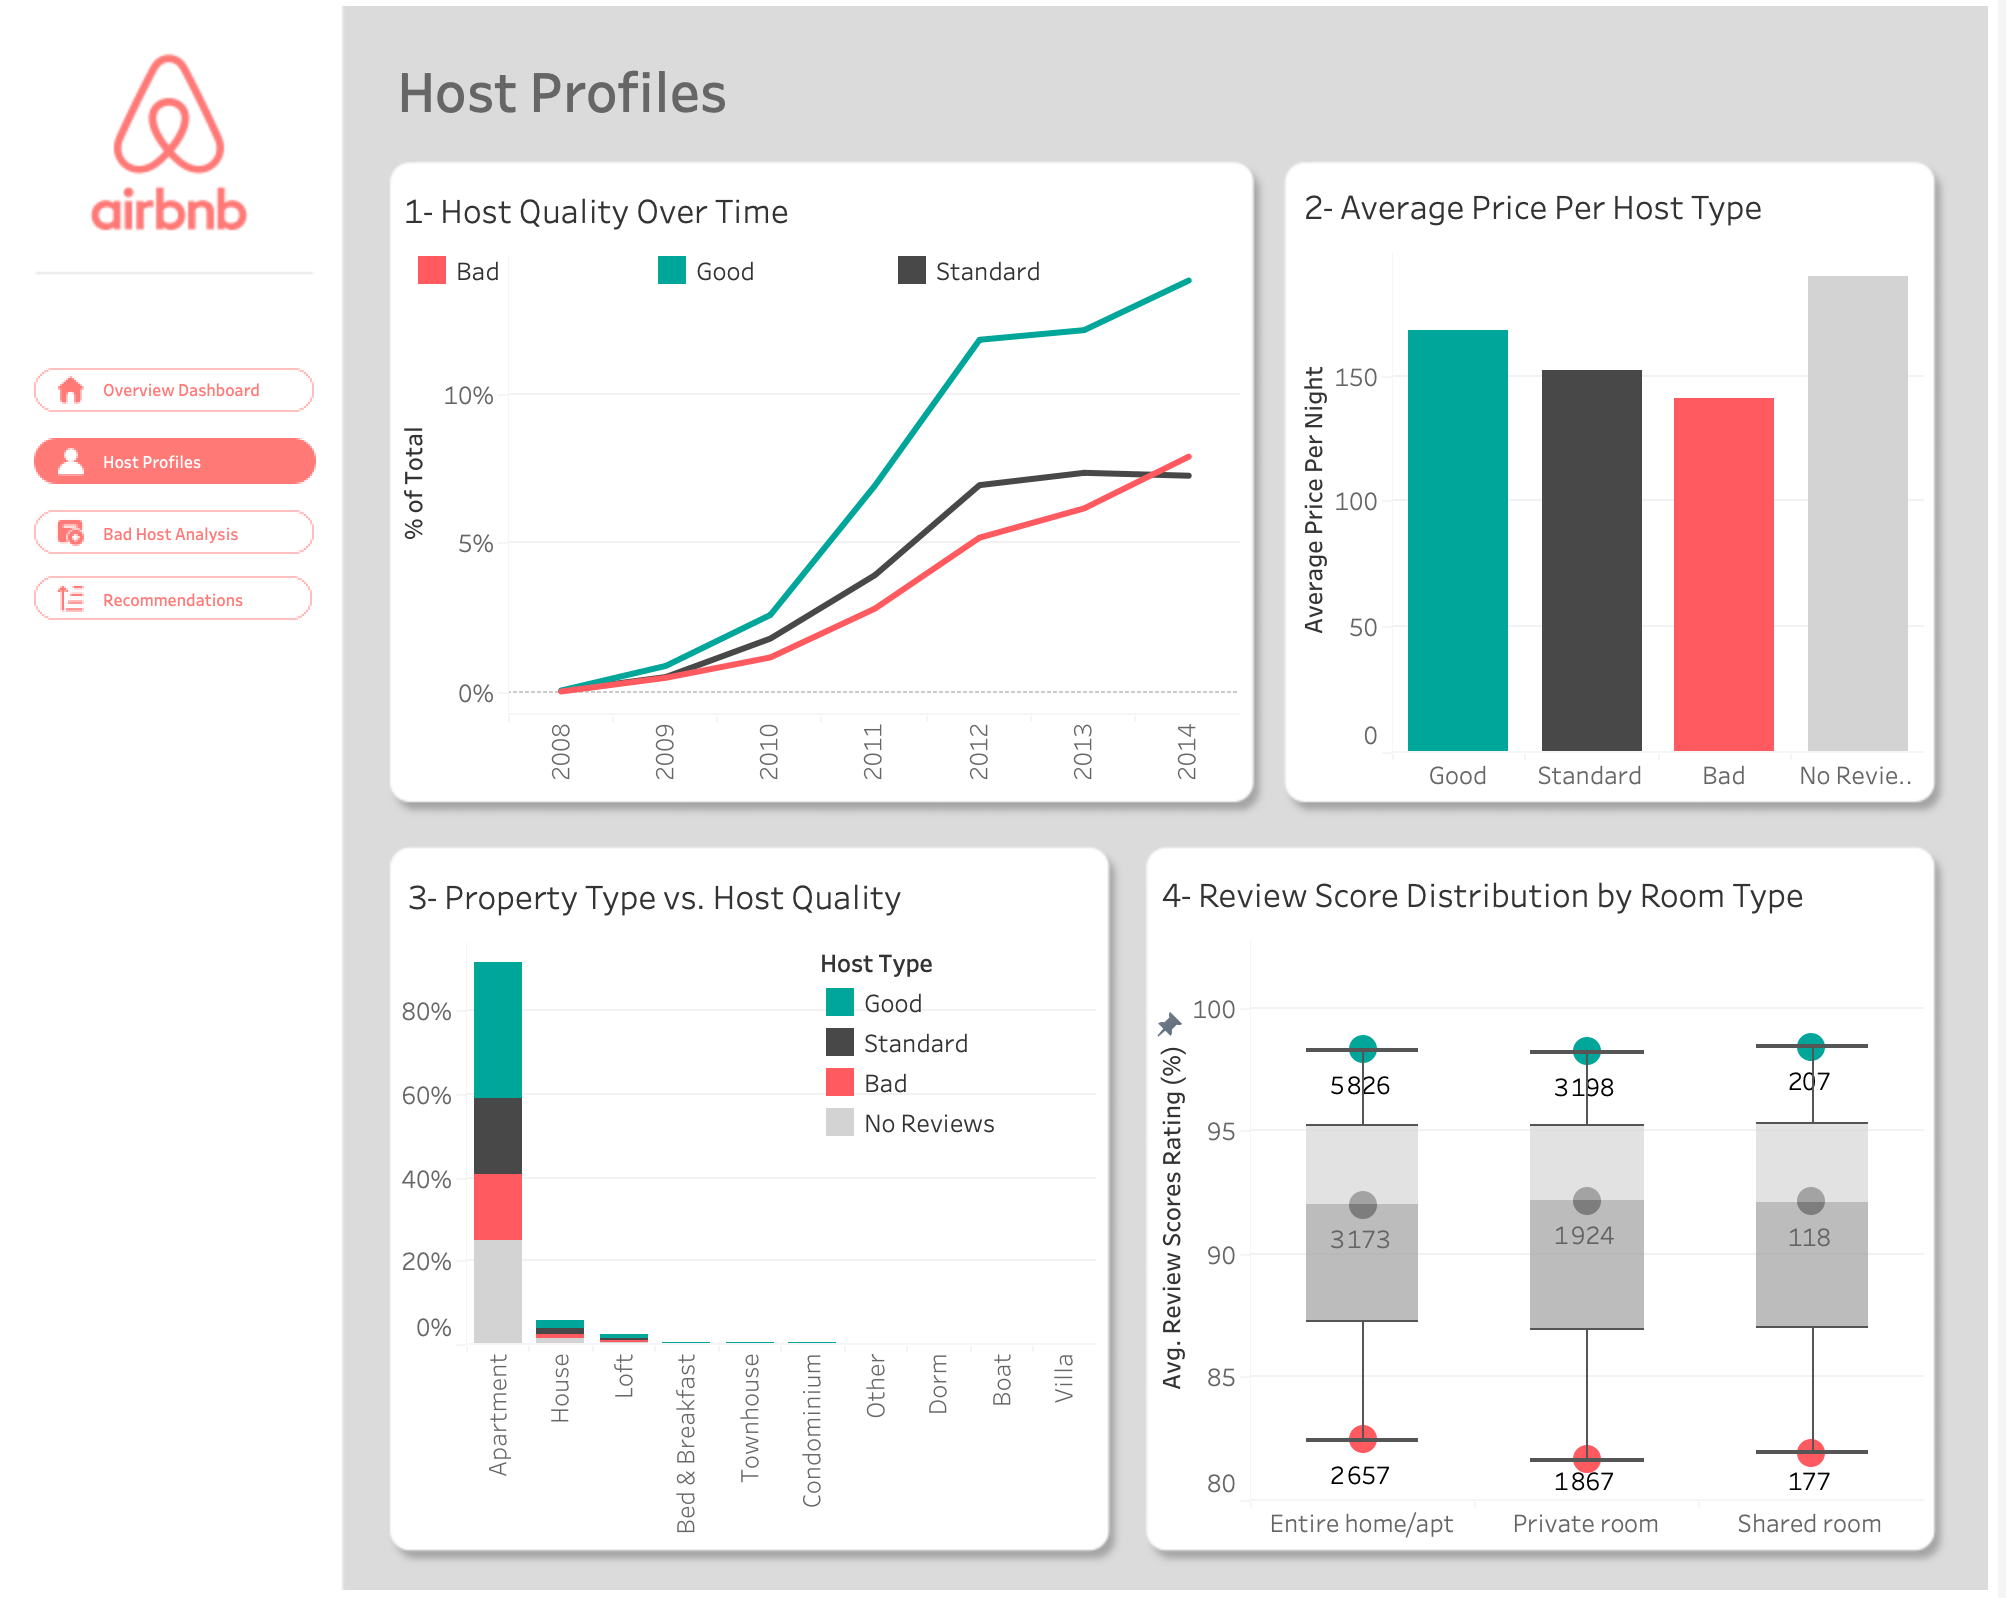 airbnb
Overview Dashboard
Host Profiles
Bad Host Analysis
Recommendations
Host Profiles
1- Host Quality Over Time
Bad
Good
Standard
% of Total
10%
5%
0%
2008
2009
2010
2011
2012
2013
2014
2- Average Price Per Host Type
Average Price Per Night
150
100
50
0
Good
Standard
Bad
No Revie..
3- Property Type vs. Host Quality
Host Type
Good
Standard
Bad
No Reviews
80%
60%
40%
20%
0%
Apartment
House
Loft
Bed & Breakfast
Townhouse
Condominium
Other
Dorm
Boat
Villa
4- Review Score Distribution by Room Type
Avg. Review Scores Rating (%)
100
95
90
85
80
5826
3198
207
3173
1924
118
2657
1867
177
Entire home/apt
Private room
Shared room